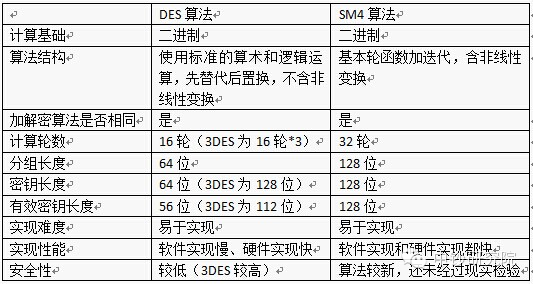 DES 算法 SM4 算法
计算基础 二进制 二进制
算法结构 使用标准的算术和逻辑运算，先替代后置换，不含非线性变换 基本轮函数加迭代，含非线性变换
加解密算法是否相同 是 是
计算轮数 16 轮（3DES 为 16 轮*3） 32 轮
分组长度 64 位 128 位
密钥长度 64 位（3DES 为 128 位） 128 位
有效密钥长度 56 位（3DES 为 112 位） 128 位
实现难度 易于实现 易于实现
实现性能 软件实现慢、硬件实现快 软件实现和硬件实现都快
安全性 较低（3DES 较高） 算法较新，还未经过现实检验